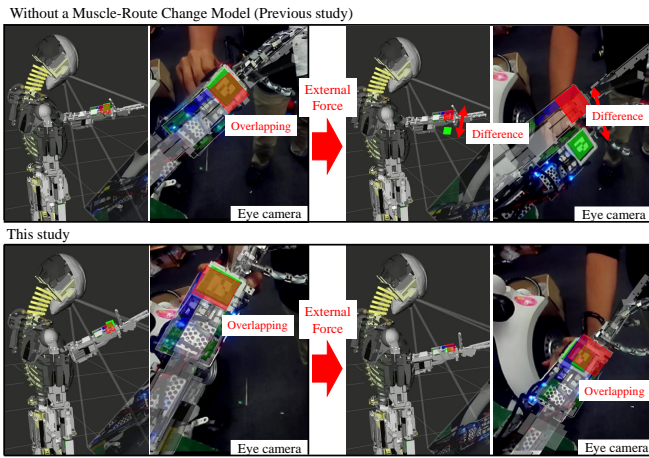 Without a Muscle-Route Change Model (Previous study)
External
Force
Overlapping
Difference
Difference
Eye camera
Eye camera
This study
External
Force
Overlapping
Overlapping
Eye camera
Eye camera